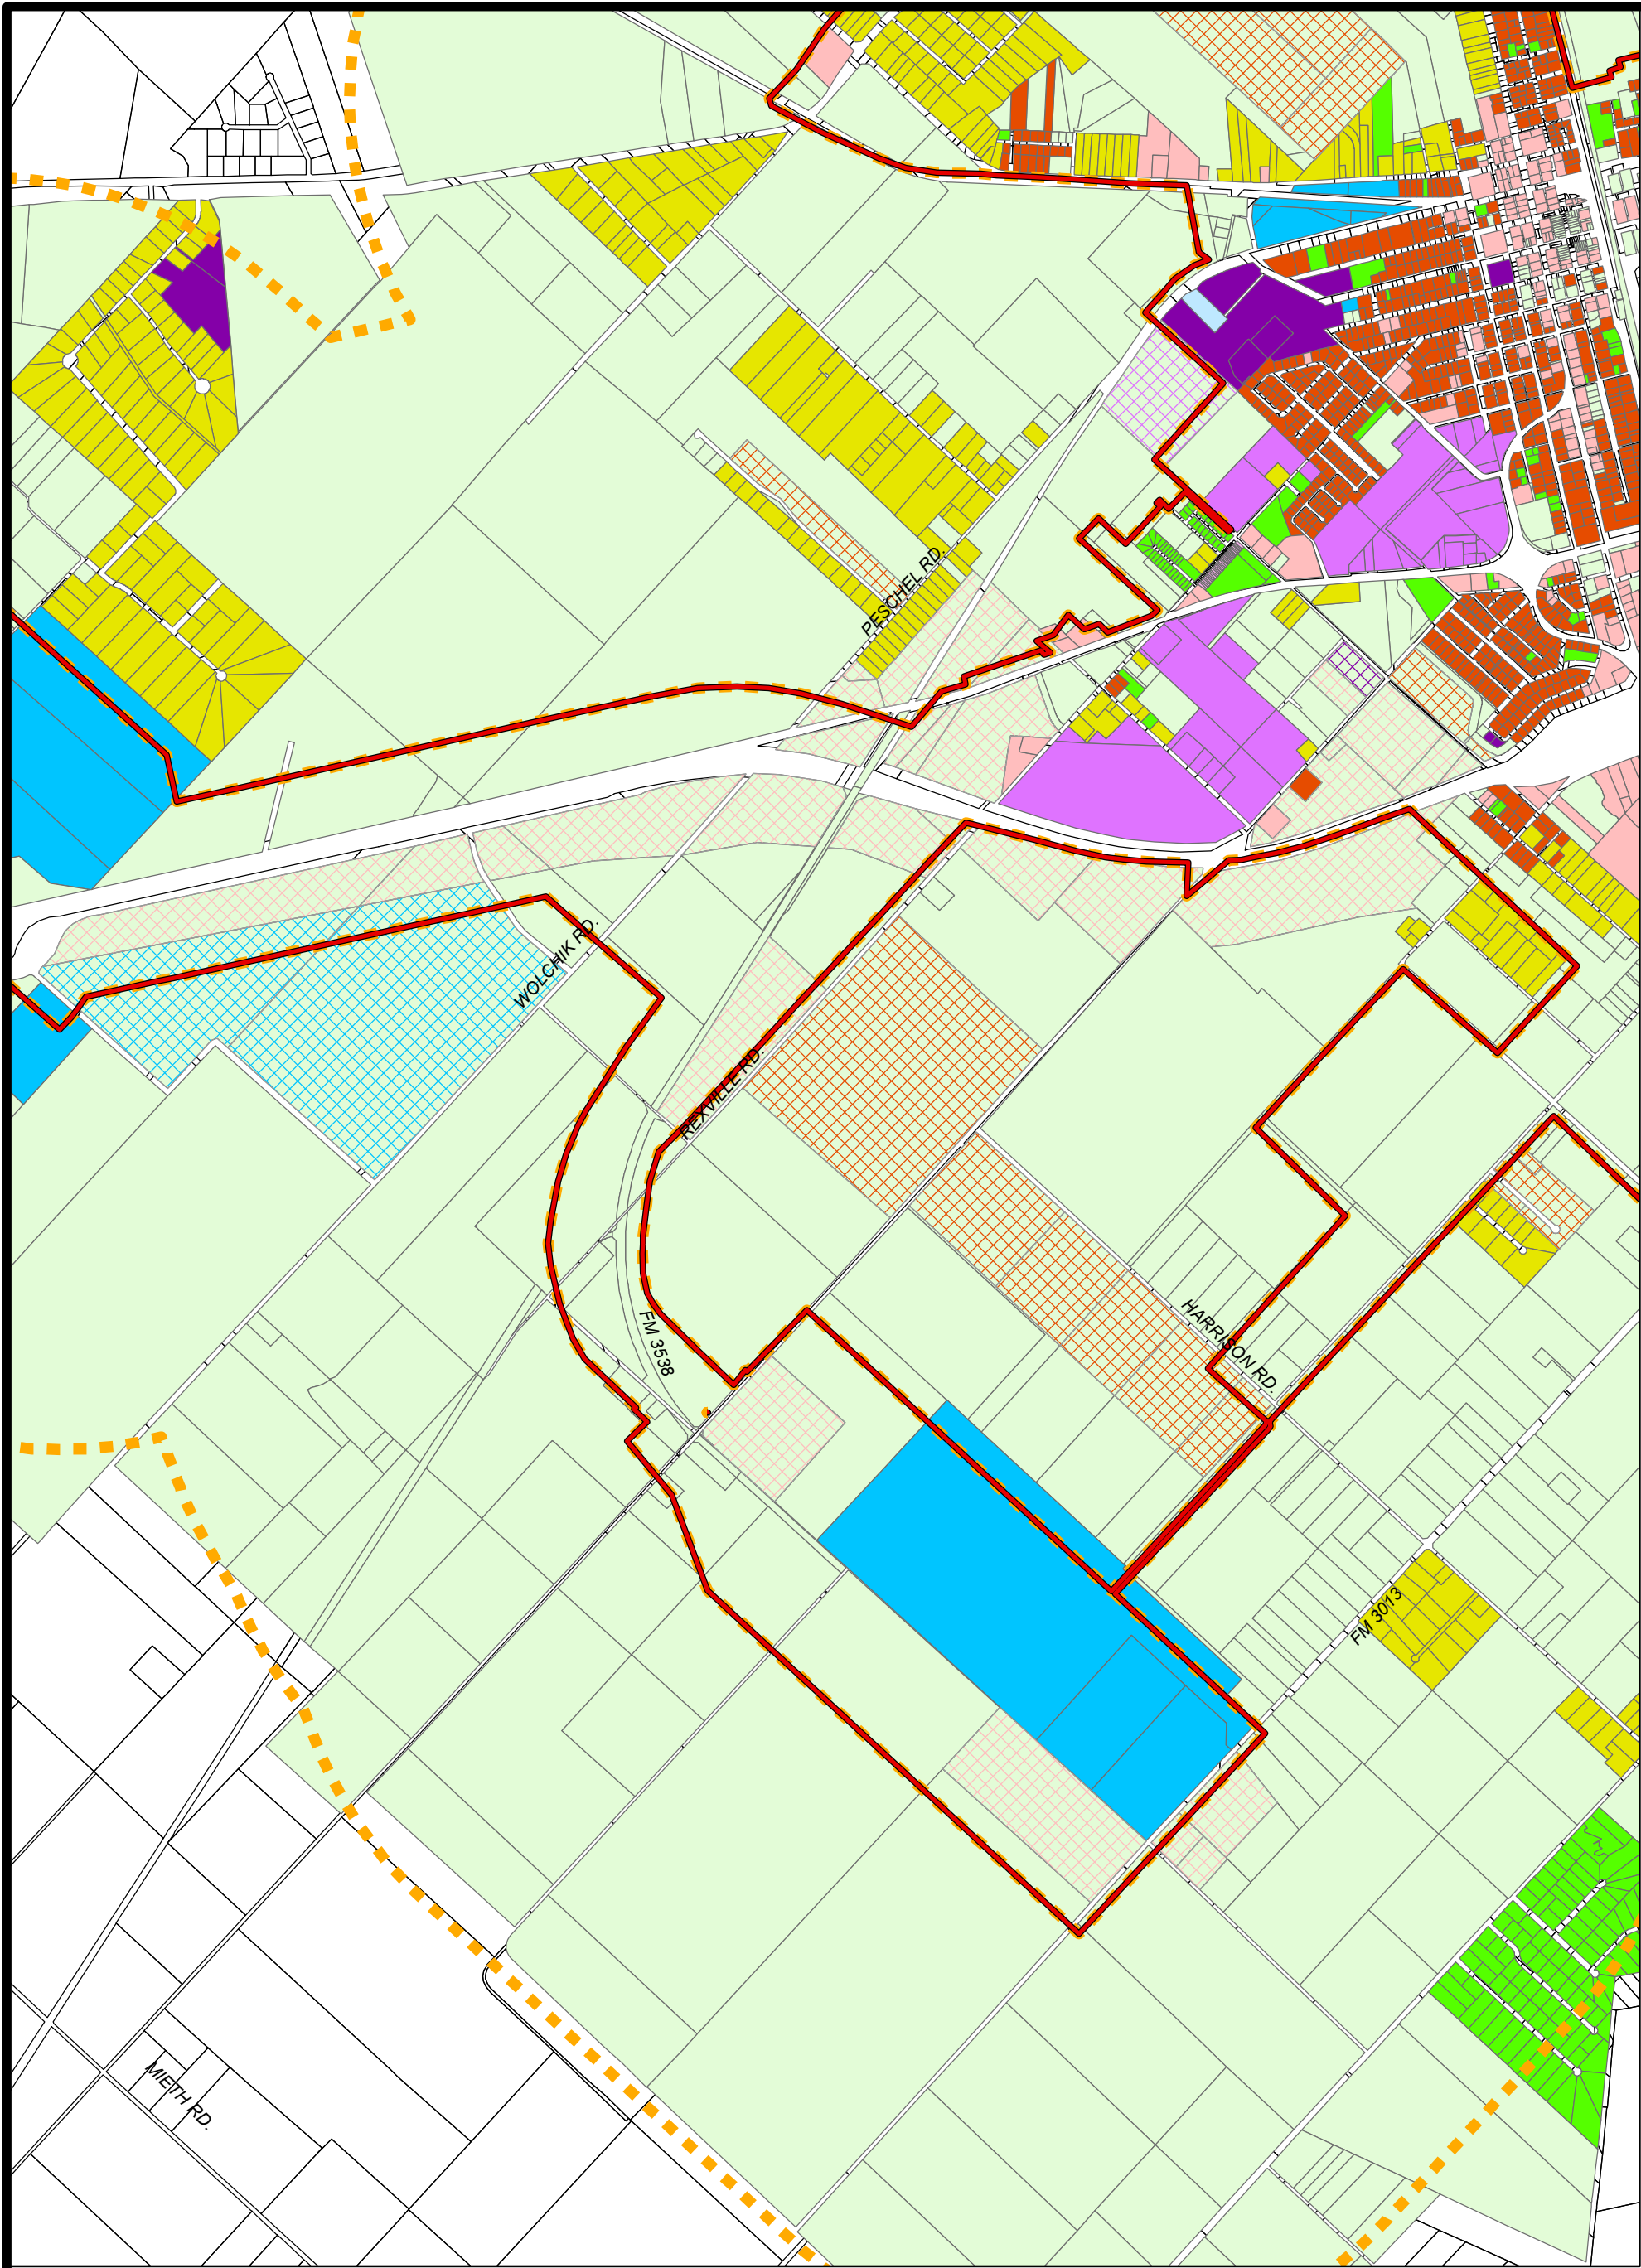 PESCHEL RD.
WOLCHIK RD.
REXVILLE RD.
HARRISON RD.
FM 3538
FM 3013
MIETH RD.